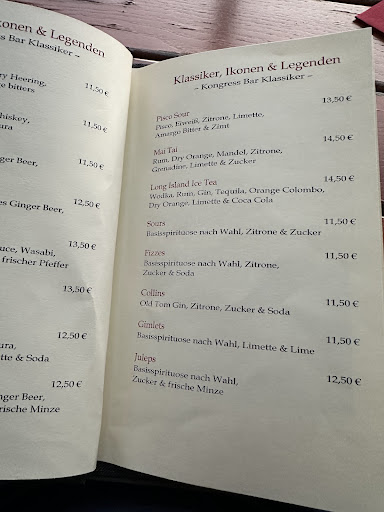 konen & Legenden
ss Bar Klassiker ~
ry Heering,
te bitters
11,50 €
hiskey,
ura
11,50 €
nger Beer,
11,50 €
es Ginger Beer,
12,50 €
uce, Wasabi,
frischer Pfeffer
13,50 €
13,50 €
ura,
tte & Soda
12,50 €
nger Beer,
rische Minze
12,50 €
Klassiker, Ikonen & Legenden
~ Kongress Bar Klassiker ~
Pisco Sour
Pisco, Eiweiß, Zitrone, Limette,
Amargo Bitter & Zimt
13,50 €
Mai Tai
Rum, Dry Orange, Mandel, Zitrone,
Grenadine, Limette & Zucker
14,50 €
Long Island Ice Tea
Wodka, Rum, Gin, Tequila, Orange Colombo,
Dry Orange, Limette & Coca Cola
14,50 €
Sours
Basisspirituose nach Wahl, Zitrone & Zucker
11,50 €
Fizzes
Basisspirituose nach Wahl, Zitrone,
Zucker & Soda
11,50 €
Collins
Old Tom Gin, Zitrone, Zucker & Soda
11,50 €
Gimlets
Basisspirituose nach Wahl, Limette & Lime
11,50 €
Juleps
Basisspirituose nach Wahl,
Zucker & frische Minze
12,50 €